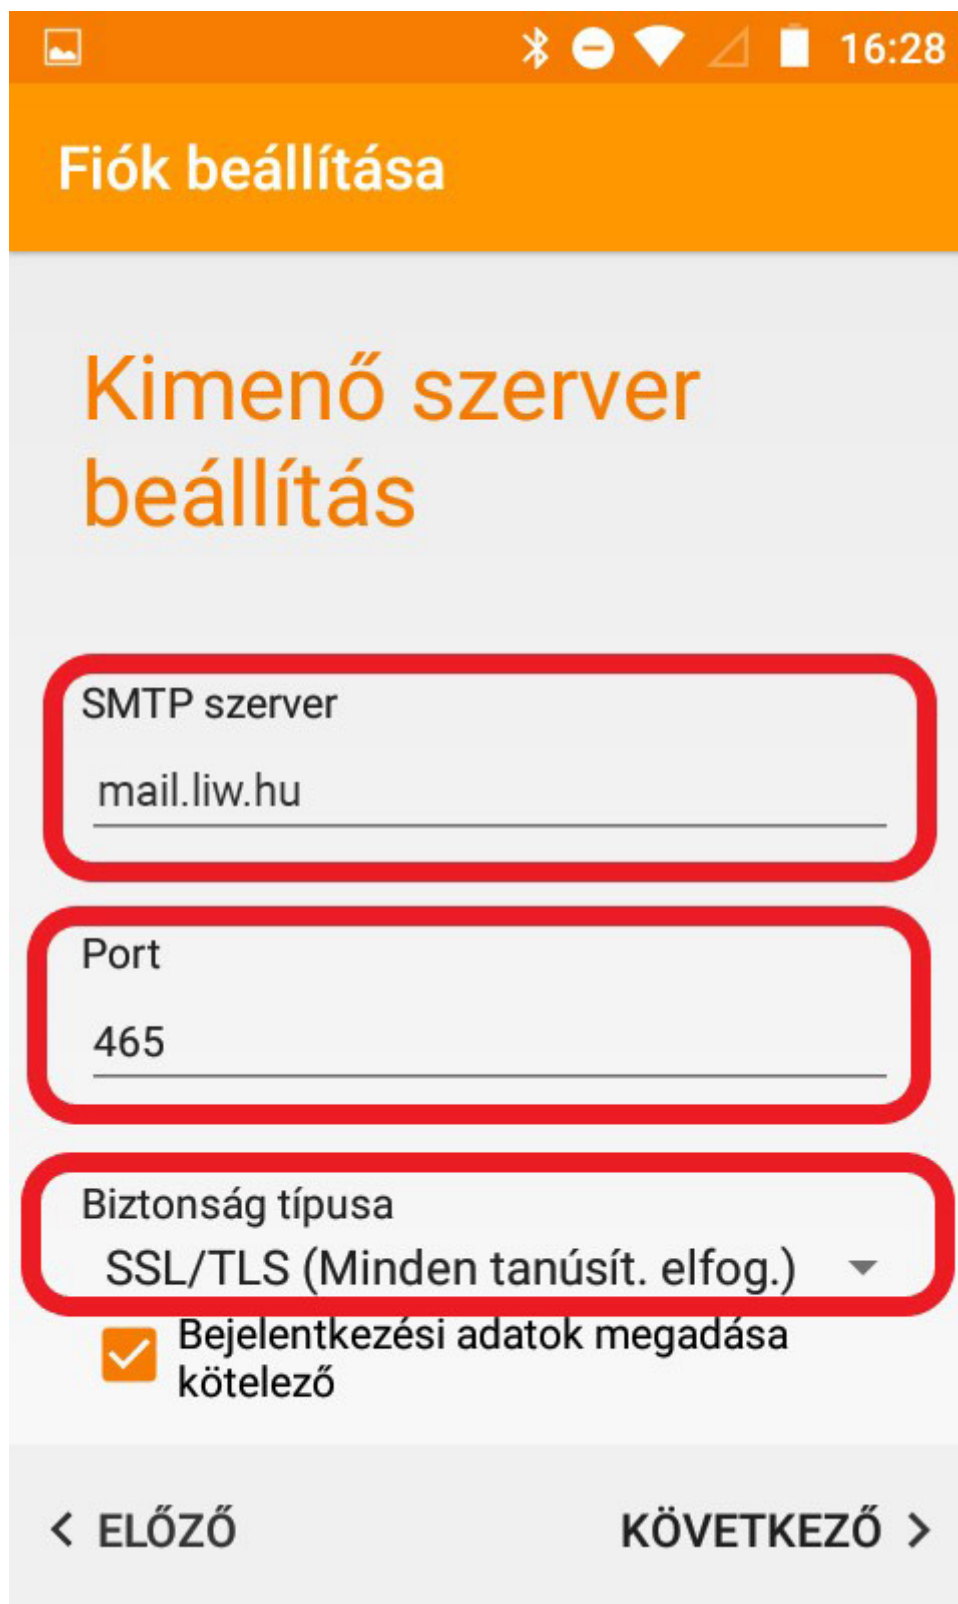 16:28
Fiók beállítása
Kimenő szerver
beállítás
SMTP szerver
mail.liw.hu
Port
465
Biztonság típusa
SSL/TLS (Minden tanúsít. elfog.)
Bejelentkezési adatok megadása
kötelező
< ELŐZŐ
KÖVETKEZŐ >